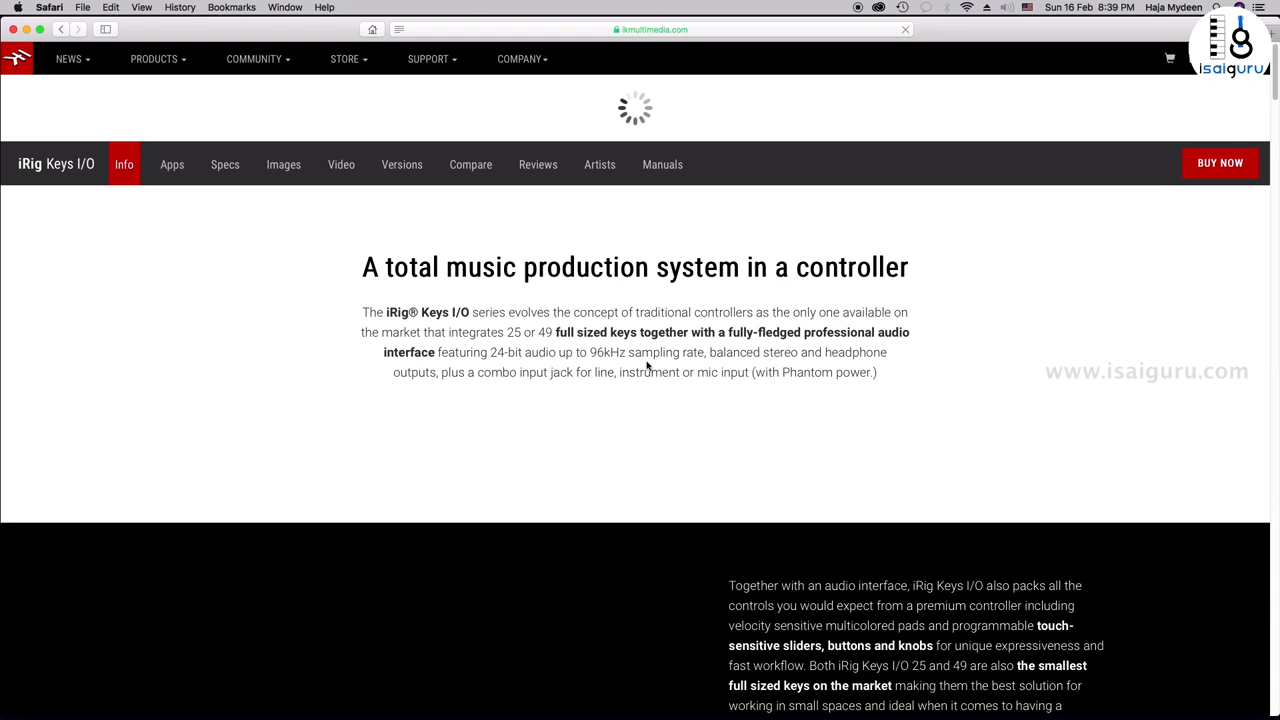 Safari File Edit View History Bookmarks Window Help Sun 16 Feb 8:39 PM Haja Mydeen
ikmultimedia.com
NEWS PRODUCTS COMMUNITY STORE SUPPORT COMPANY
isaiguru
iRig Keys I/O Info Apps Specs Images Video Versions Compare Reviews Artists Manuals BUY NOW
A total music production system in a controller
The iRig® Keys I/O series evolves the concept of traditional controllers as the only one available on
the market that integrates 25 or 49 full sized keys together with a fully-fledged professional audio
interface featuring 24-bit audio up to 96kHz sampling rate, balanced stereo and headphone
outputs, plus a combo input jack for line, instrument or mic input (with Phantom power.)
www.isaiguru.com
Together with an audio interface, iRig Keys I/O also packs all the
controls you would expect from a premium controller including
velocity sensitive multicolored pads and programmable touch-
sensitive sliders, buttons and knobs for unique expressiveness and
fast workflow. Both iRig Keys I/O 25 and 49 are also the smallest
full sized keys on the market making them the best solution for
working in small spaces and ideal when it comes to having a